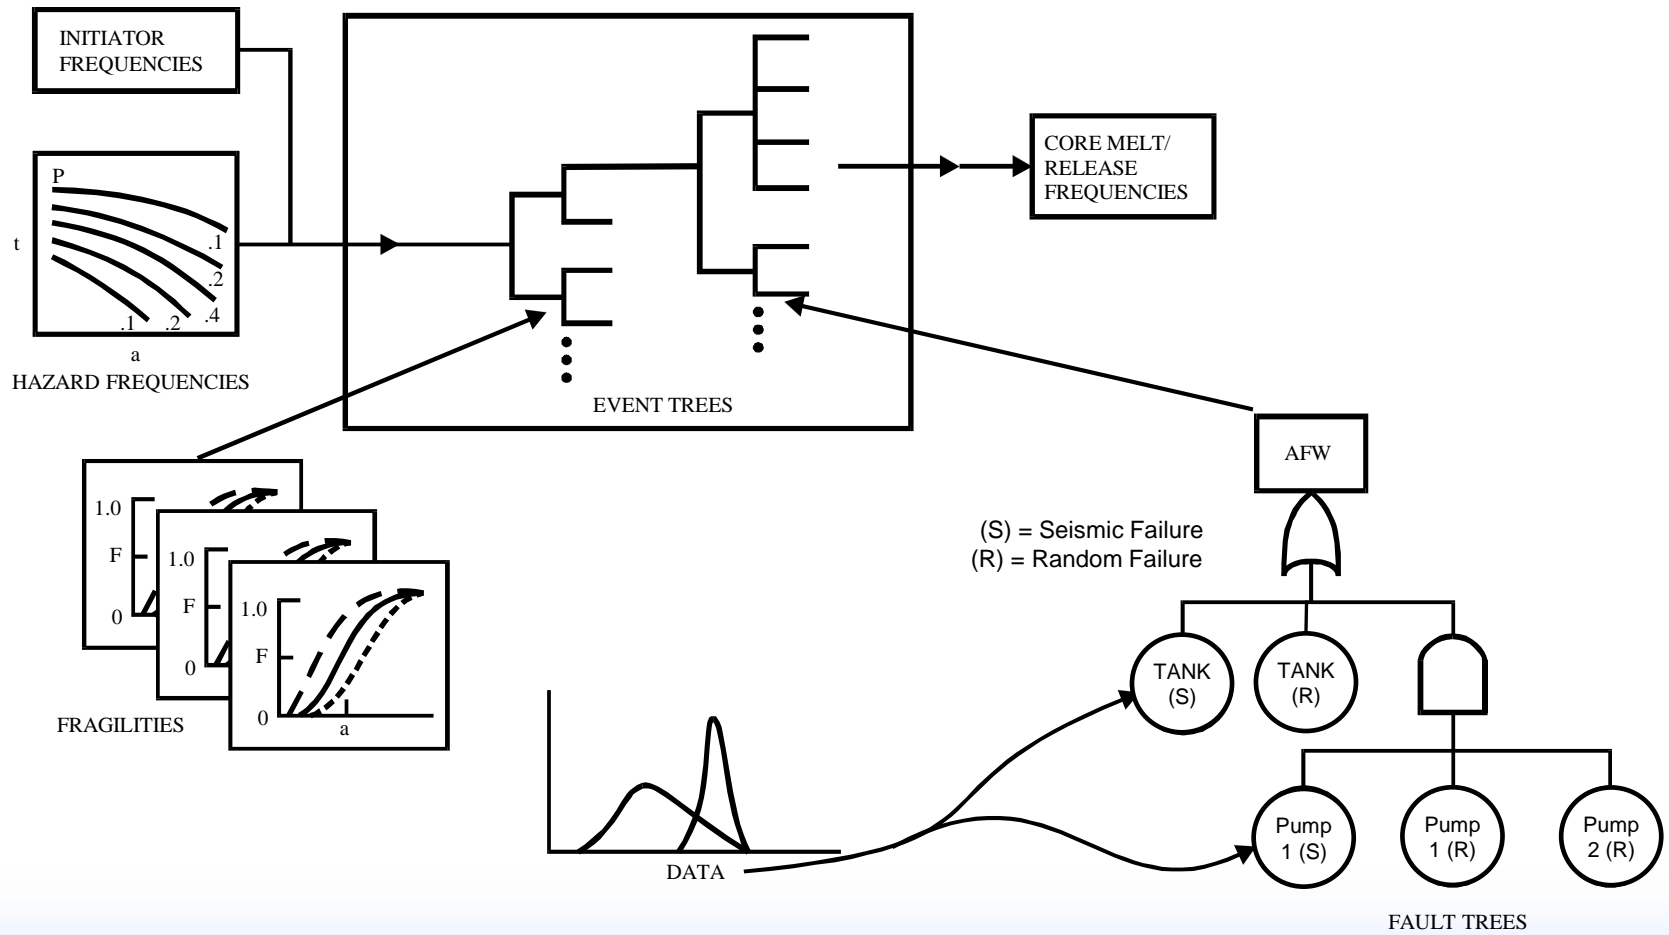 INITIATOR
FREQUENCIES
P
t
.1
.2
.4
.1
.2
a
HAZARD FREQUENCIES
EVENT TREES
CORE MELT/
RELEASE
FREQUENCIES
1.0
F
0
1.0
F
0
1.0
F
0
a
FRAGILITIES
AFW
(S) = Seismic Failure
(R) = Random Failure
TANK
(S)
TANK
(R)
Pump
1 (S)
Pump
1 (R)
Pump
2 (R)
DATA
FAULT TREES